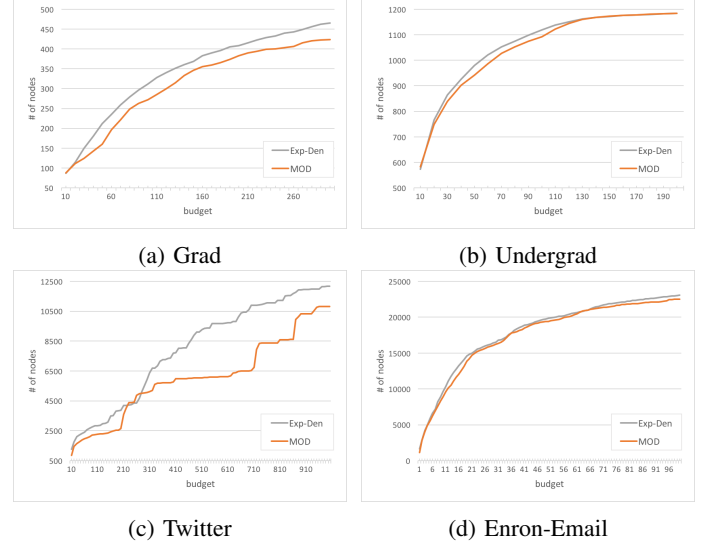 500
450
400
350
300
250
200
150
100
50
# of nodes
10 60 110 160 210 260
budget
Exp-Den
MOD
(a) Grad
1200
1100
1000
900
800
700
600
500
# of nodes
10 30 50 70 90 110 130 150 170 190
budget
Exp-Den
MOD
(b) Undergrad
12500
10500
8500
6500
4500
2500
500
# of nodes
10 110 210 310 410 510 610 710 810 910
budget
Exp-Den
MOD
(c) Twitter
25000
20000
15000
10000
5000
0
# of nodes
1 6 11 16 21 26 31 36 41 46 51 56 61 66 71 76 81 86 91 96
budget
Exp-Den
MOD
(d) Enron-Email